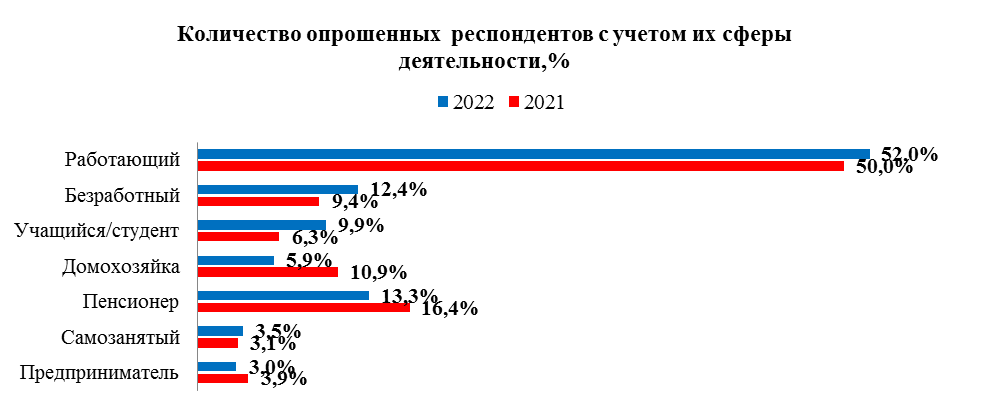 Количество опрошенных респондентов с учетом их сферы
деятельности,%
2022 2021
Работающий 52,0%
50,0%
Безработный 12,4%
9,4%
Учащийся/студент 9,9%
6,3%
Домохозяйка 5,9%
10,9%
Пенсионер 13,3%
16,4%
Самозанятый 3,5%
3,1%
Предприниматель 3,0%
3,9%